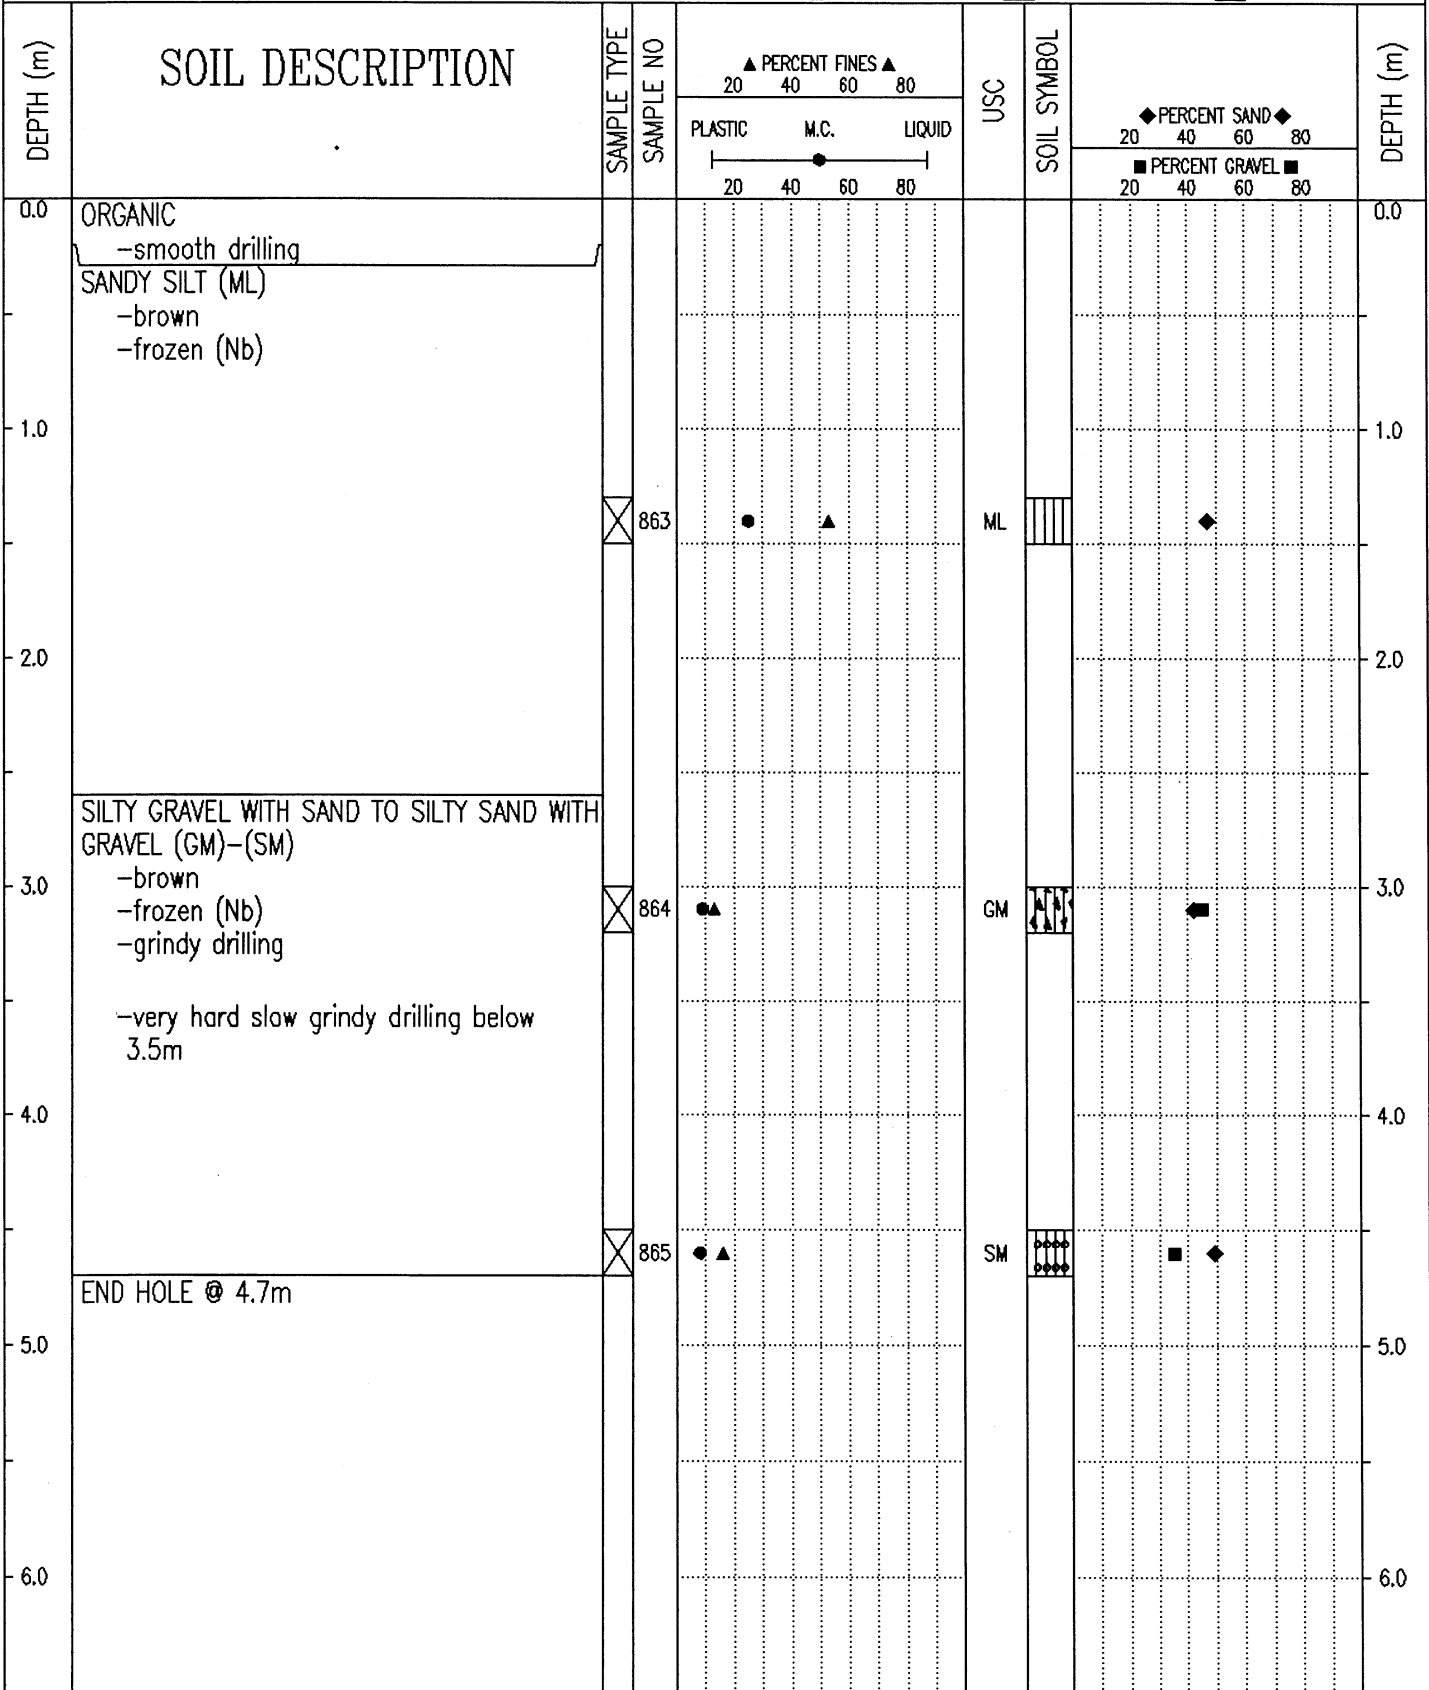 DEPTH (m)
SOIL DESCRIPTION
SAMPLE TYPE
SAMPLE NO
▲ PERCENT FINES ▲
20 40 60 80
PLASTIC M.C. LIQUID
20 40 60 80
USC
SOIL SYMBOL
◆PERCENT SAND◆
20 40 60 80
■ PERCENT GRAVEL ■
20 40 60 80
DEPTH (m)
0.0
ORGANIC
0.0
-smooth drilling
SANDY SILT (ML)
-brown
-frozen (Nb)
1.0
1.0
863
ML
2.0
2.0
SILTY GRAVEL WITH SAND TO SILTY SAND WITH
GRAVEL (GM)-(SM)
-brown
3.0
3.0
-frozen (Nb)
864
GM
-grindy drilling
-very hard slow grindy drilling below
3.5m
4.0
4.0
865
SM
END HOLE @ 4.7m
5.0
5.0
6.0
6.0